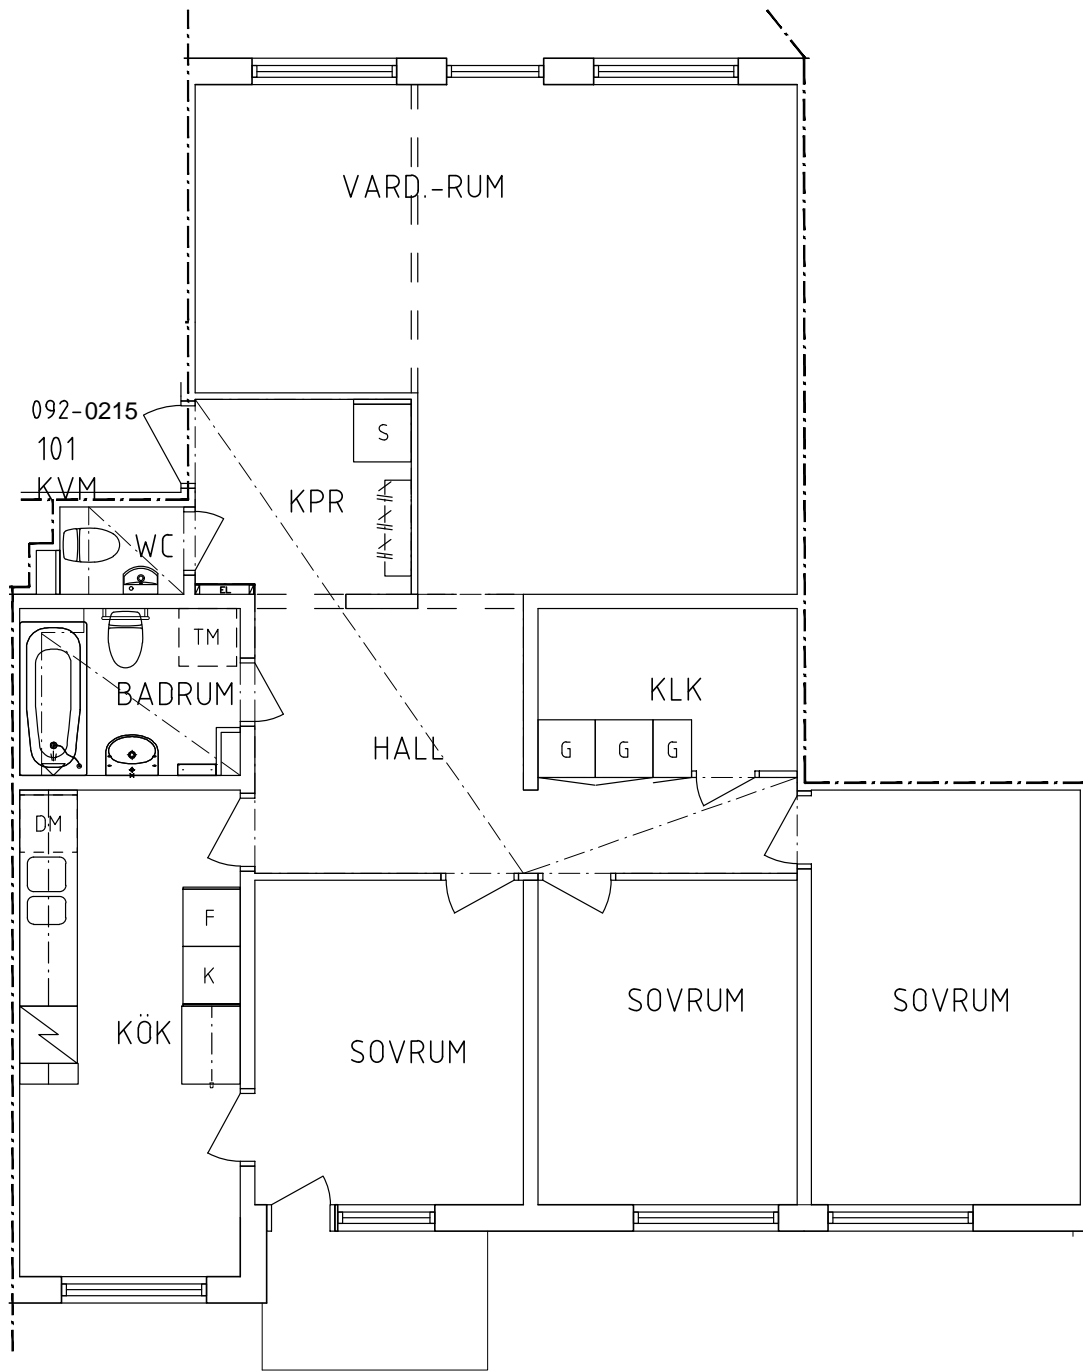 VARD.-RUM
092-0215
101
KVM
S
KPR
WC
EL
TM
BADRUM
KLK
HALL
G G G
DM
F
K
KÖK
SOVRUM
SOVRUM
SOVRUM